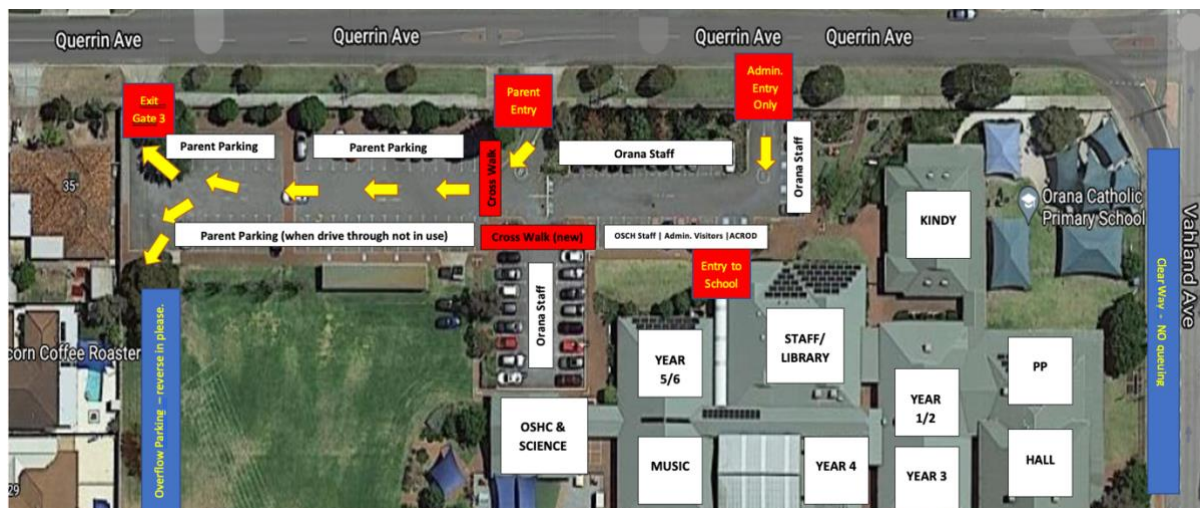 Querrin Ave
Querrin Ave
Querrin Ave
Querrin Ave
Exit
Gate 3
Parent
Entry
Admin.
Entry
Only
Parent Parking
Parent Parking
Cross Walk
Orana Staff
Orana Staff
35
KINDY
Orana Catholic
Primary School
Vahland Ave
Clear Way - NO queuing
Parent Parking (when drive through not in use)
Cross Walk (new)
OSCH Staff | Admin. Visitors |ACROD
Entry to
School
Overflow Parking – reverse in please.
corn Coffee Roaster
Orana Staff
YEAR
5/6
STAFF/
LIBRARY
PP
YEAR
1/2
OSHC &
SCIENCE
MUSIC
YEAR 4
YEAR 3
HALL
29